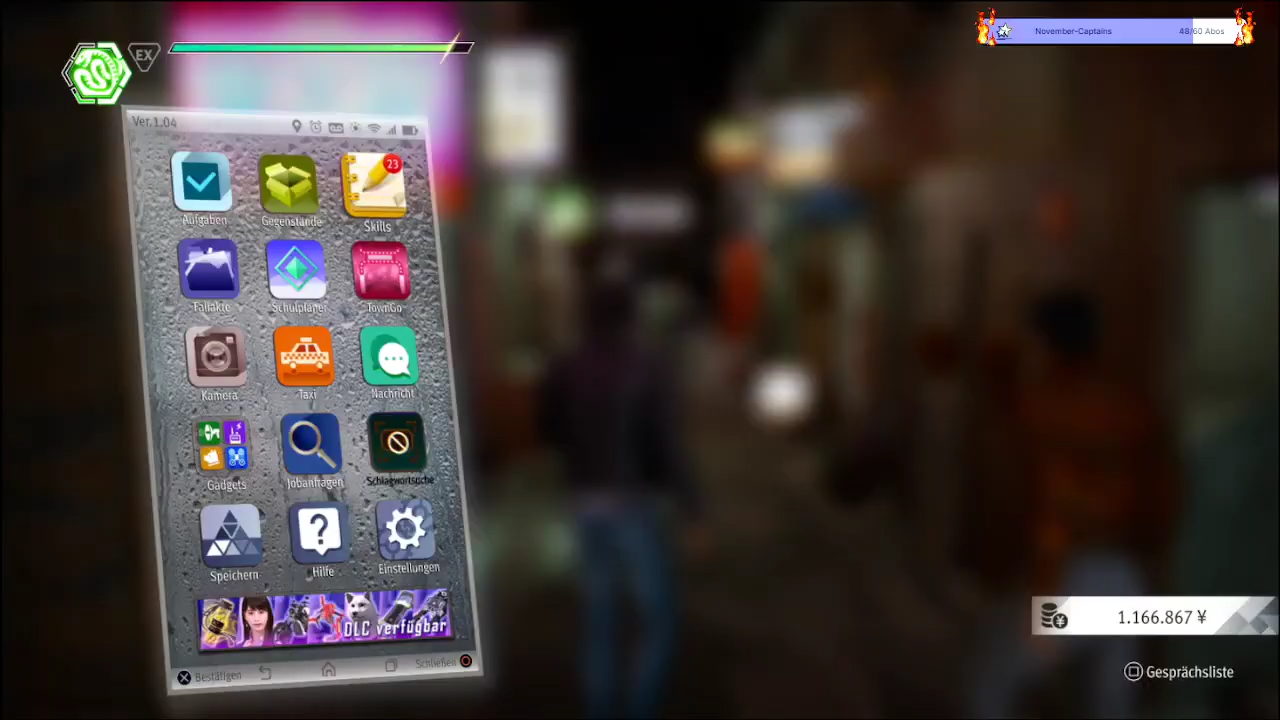 November-Captains 48/60 Abos
EX
Ver.1.04
23
Aufgaben Gegenstände Skills
Fallakte Schulplaner TownGo
Kamera Taxi Nachricht
Gadgets Jobanfragen Schlagwortsuche
Speichern Hilfe Einstellungen
DLC verfügbar
Bestätigen Schließen
1.166.867 ¥
Gesprächsliste